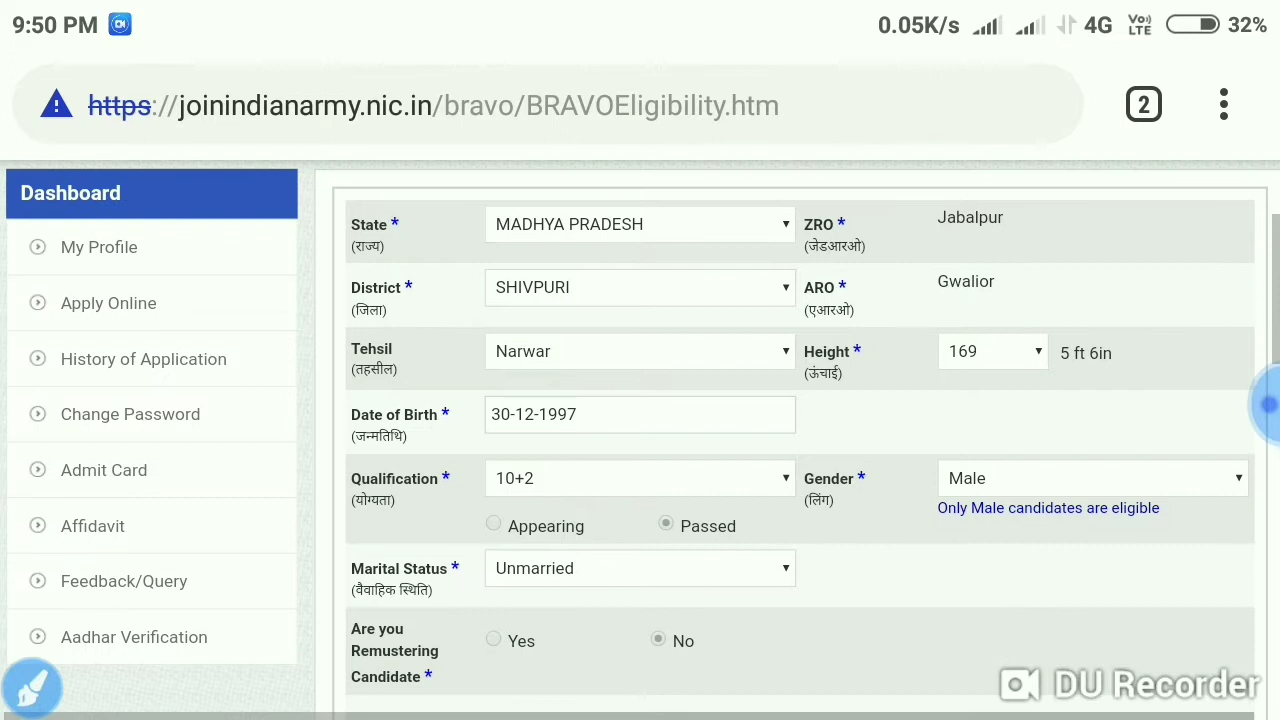 9:50 PM 0.05K/s 4G VoLTE 32%
https://joinindianarmy.nic.in/bravo/BRAVOEligibility.htm 2
Dashboard
My Profile
Apply Online
History of Application
Change Password
Admit Card
Affidavit
Feedback/Query
Aadhar Verification
State * MADHYA PRADESH ZRO * Jabalpur
(राज्य) (जेडआरओ)
District * SHIVPURI ARO * Gwalior
(जिला) (एआरओ)
Tehsil Narwar Height * 169 5 ft 6in
(तहसील) (ऊंचाई)
Date of Birth * 30-12-1997
(जन्मतिथि)
Qualification * 10+2 Gender * Male
(योग्यता) (लिंग) Only Male candidates are eligible
Appearing Passed
Marital Status * Unmarried
(वैवाहिक स्थिति)
Are you
Remustering Yes No
Candidate *
DU Recorder